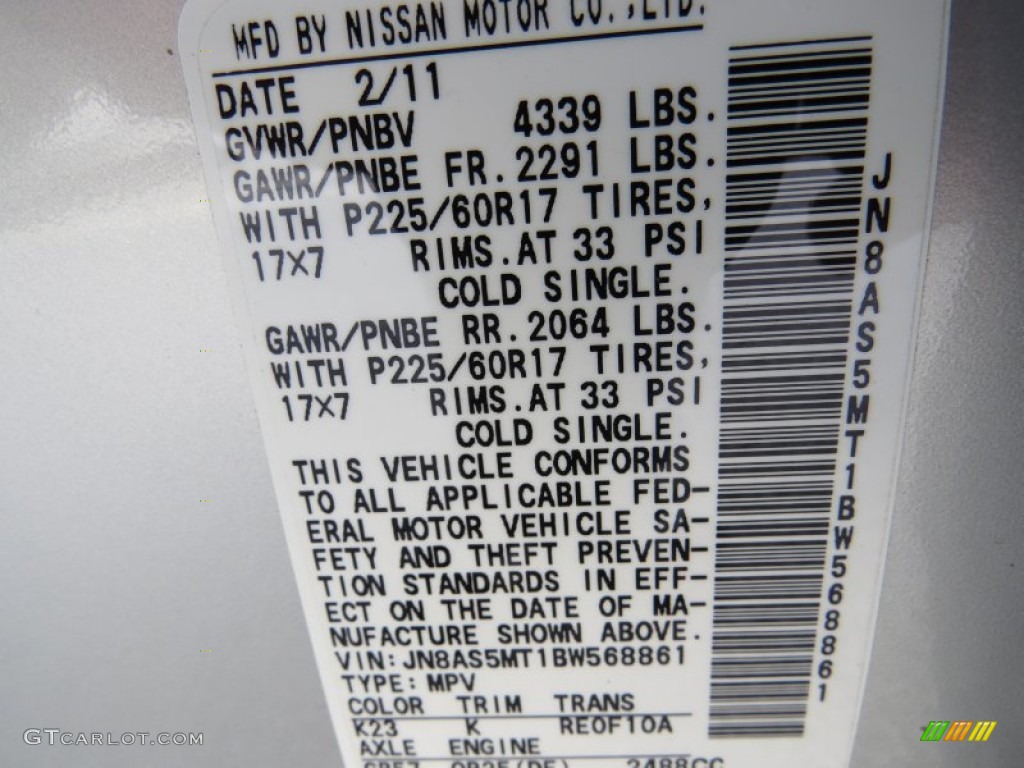 MFD BY NISSAN MOTOR CO.,LTD.
DATE 2/11
GVWR/PNBV 4339 LBS.
GAWR/PNBE FR.2291 LBS.
WITH P225/60R17 TIRES,
17X7 RIMS.AT 33 PSI
COLD SINGLE.
GAWR/PNBE RR.2064 LBS.
WITH P225/60R17 TIRES,
17X7 RIMS.AT 33 PSI
COLD SINGLE.
THIS VEHICLE CONFORMS
TO ALL APPLICABLE FED-
ERAL MOTOR VEHICLE SA-
FETY AND THEFT PREVEN-
TION STANDARDS IN EFF-
ECT ON THE DATE OF MA-
NUFACTURE SHOWN ABOVE.
VIN:JN8AS5MT1BW568861
TYPE:MPV
COLOR TRIM TRANS
K23 K RE0F10A
AXLE ENGINE
2488CC
JN8AS5MT1BW568861
GTCarlot.com